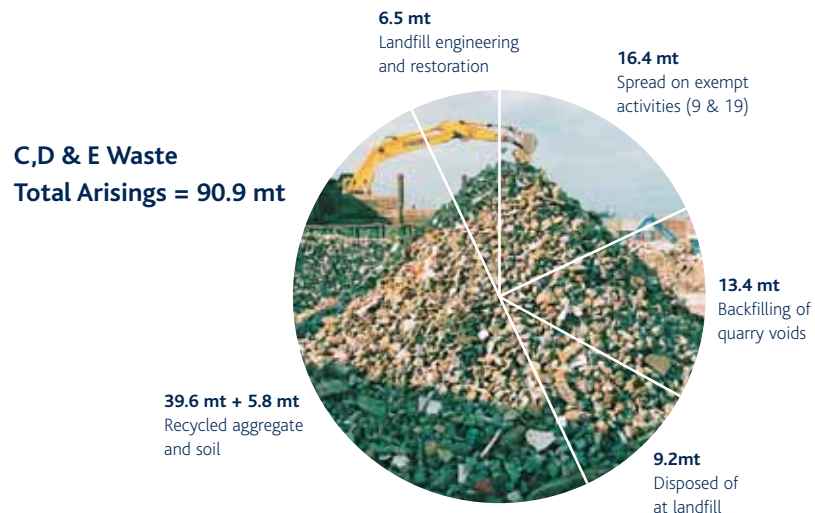 6.5 mt
Landfill engineering
and restoration
16.4 mt
Spread on exempt
activities (9 & 19)
C,D & E Waste
Total Arisings = 90.9 mt
13.4 mt
Backfilling of
quarry voids
39.6 mt + 5.8 mt
Recycled aggregate
and soil
9.2mt
Disposed of
at landfill